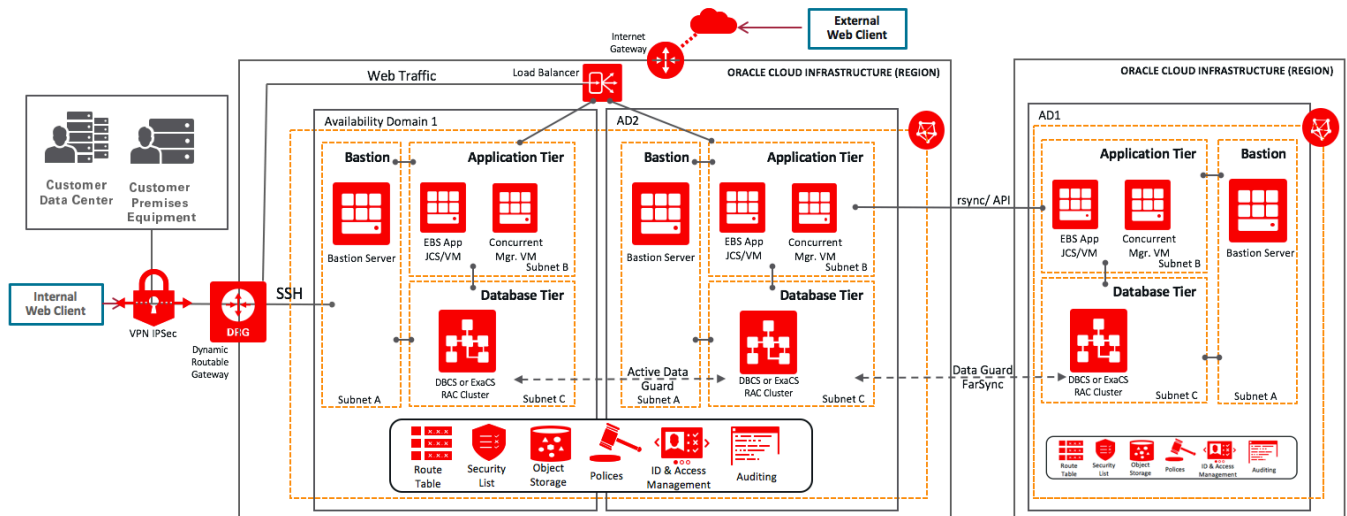 External
Web Client
Internet
Gateway
Load Balancer
Web Traffic
ORACLE CLOUD INFRASTRUCTURE (REGION)
ORACLE CLOUD INFRASTRUCTURE (REGION)
Customer
Data Center
Customer
Premises
Equipment
Internal
Web Client
VPN IPSec
DRG
Dynamic
Routable
Gateway
SSH
Availability Domain 1
Bastion
Bastion Server
Subnet A
Application Tier
EBS App
JCS/VM
Concurrent
Mgr. VM
Subnet B
Database Tier
DBCS or ExaCS
RAC Cluster
Subnet C
Active Data
Guard
AD2
Bastion
Bastion Server
Subnet A
Application Tier
EBS App
JCS/VM
Concurrent
Mgr. VM
Subnet B
Database Tier
DBCS or ExaCS
RAC Cluster
Subnet C
rsync/ API
Data Guard
FarSync
AD1
Application Tier
EBS App
JCS/VM
Concurrent
Mgr. VM
Subnet B
Bastion
Bastion Server
Subnet A
Database Tier
DBCS or ExaCS
RAC Cluster
Subnet C
Route
Table
Security
List
Object
Storage
Polices
ID & Access
Management
Auditing
Route
Table
Security
List
Object
Storage
Polices
ID & Access
Management
Auditing